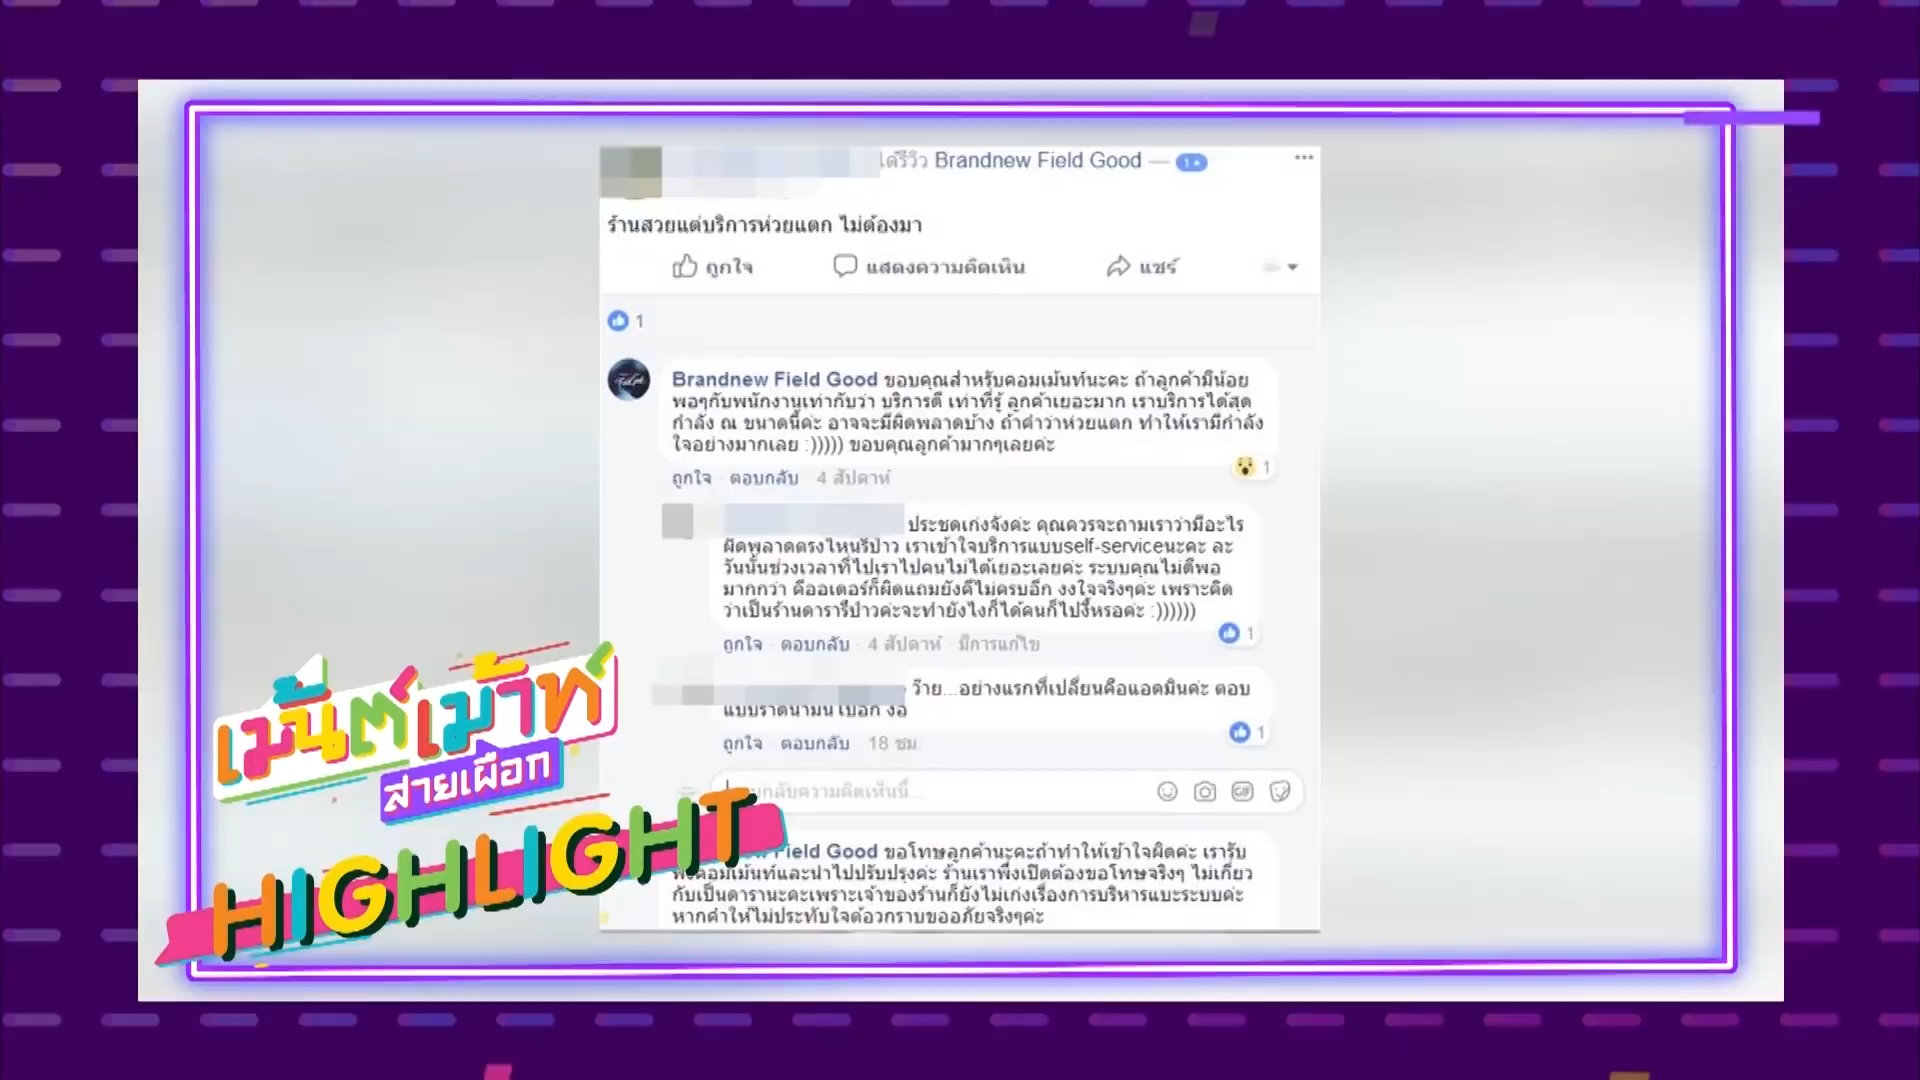 ได้รีวิว Brandnew Field Good — 1★
ร้านสวยแต่บริการห่วยแตก ไม่ต้องมา
ถูกใจ แสดงความคิดเห็น แชร์
1
Brandnew Field Good ขอบคุณสำหรับคอมเม้นท์นะคะ ถ้าลูกค้ามีน้อย
พอๆกับพนักงานเท่ากับว่า บริการดี เท่าที่รู้ ลูกค้าเยอะมาก เราบริการได้สุด
กำลัง ณ ขนาดนี้ค่ะ อาจจะมีผิดพลาดบ้าง ถ้าคำว่าห่วยแตก ทำให้เรามีกำลัง
ใจอย่างมากเลย :))))) ขอบคุณลูกค้ามากๆเลยค่ะ
1
ถูกใจ · ตอบกลับ · 4 สัปดาห์
ประชดเก่งจังค่ะ คุณควรจะถามเราว่ามีอะไร
ผิดพลาดตรงไหนรึป่าว เราเข้าใจบริการแบบself-serviceนะคะ ละ
วันนั้นช่วงเวลาที่ไปเราไปคนไม่ได้เยอะเลยค่ะ ระบบคุณไม่ดีพอ
มากกว่า คือออเดอร์ก็ผิดแถมยังคีไม่ครบอีก งงใจจริงๆค่ะ เพราะคิด
ว่าเป็นร้านดารารึป่าวค่ะจะทำยังไงก็ได้คนก็ไปงี้หรอค่ะ :))))))
1
ถูกใจ · ตอบกลับ · 4 สัปดาห์ · มีการแก้ไข
ว๊าย...อย่างแรกที่เปลี่ยนคือแอดมินค่ะ ตอบ
1
ถูกใจ · ตอบกลับ · 18 ชม.
กลับความคิดเห็นนี้...
GIF
Field Good ขอโทษลูกค้านะคะถ้าทำให้เข้าใจผิดค่ะ เรารับ
ฟังคอมเม้นท์และนำไปปรับปรุงค่ะ ร้านเราพึ่งเปิดต้องขอโทษจริงๆ ไม่เกี่ยว
กับเป็นดารานะคะเพราะเจ้าของร้านก็ยังไม่เก่งเรื่องการบริหารแบะระบบค่ะ
หากคำให้ไม่ประทับใจต้อวกราบขออภัยจริงๆค่ะ
เม้นต์เม้าท์
สายเผือก
HIGHLIGHT